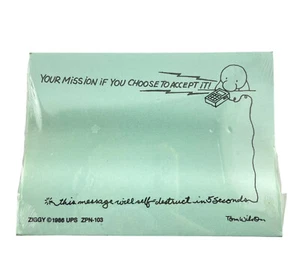 YOUR MISSION IF YOU CHOOSE TO ACCEPT IT!
this message will self destruct in 5 seconds
ZIGGY ©1986 UPS ZPN-103
Tom Wilson